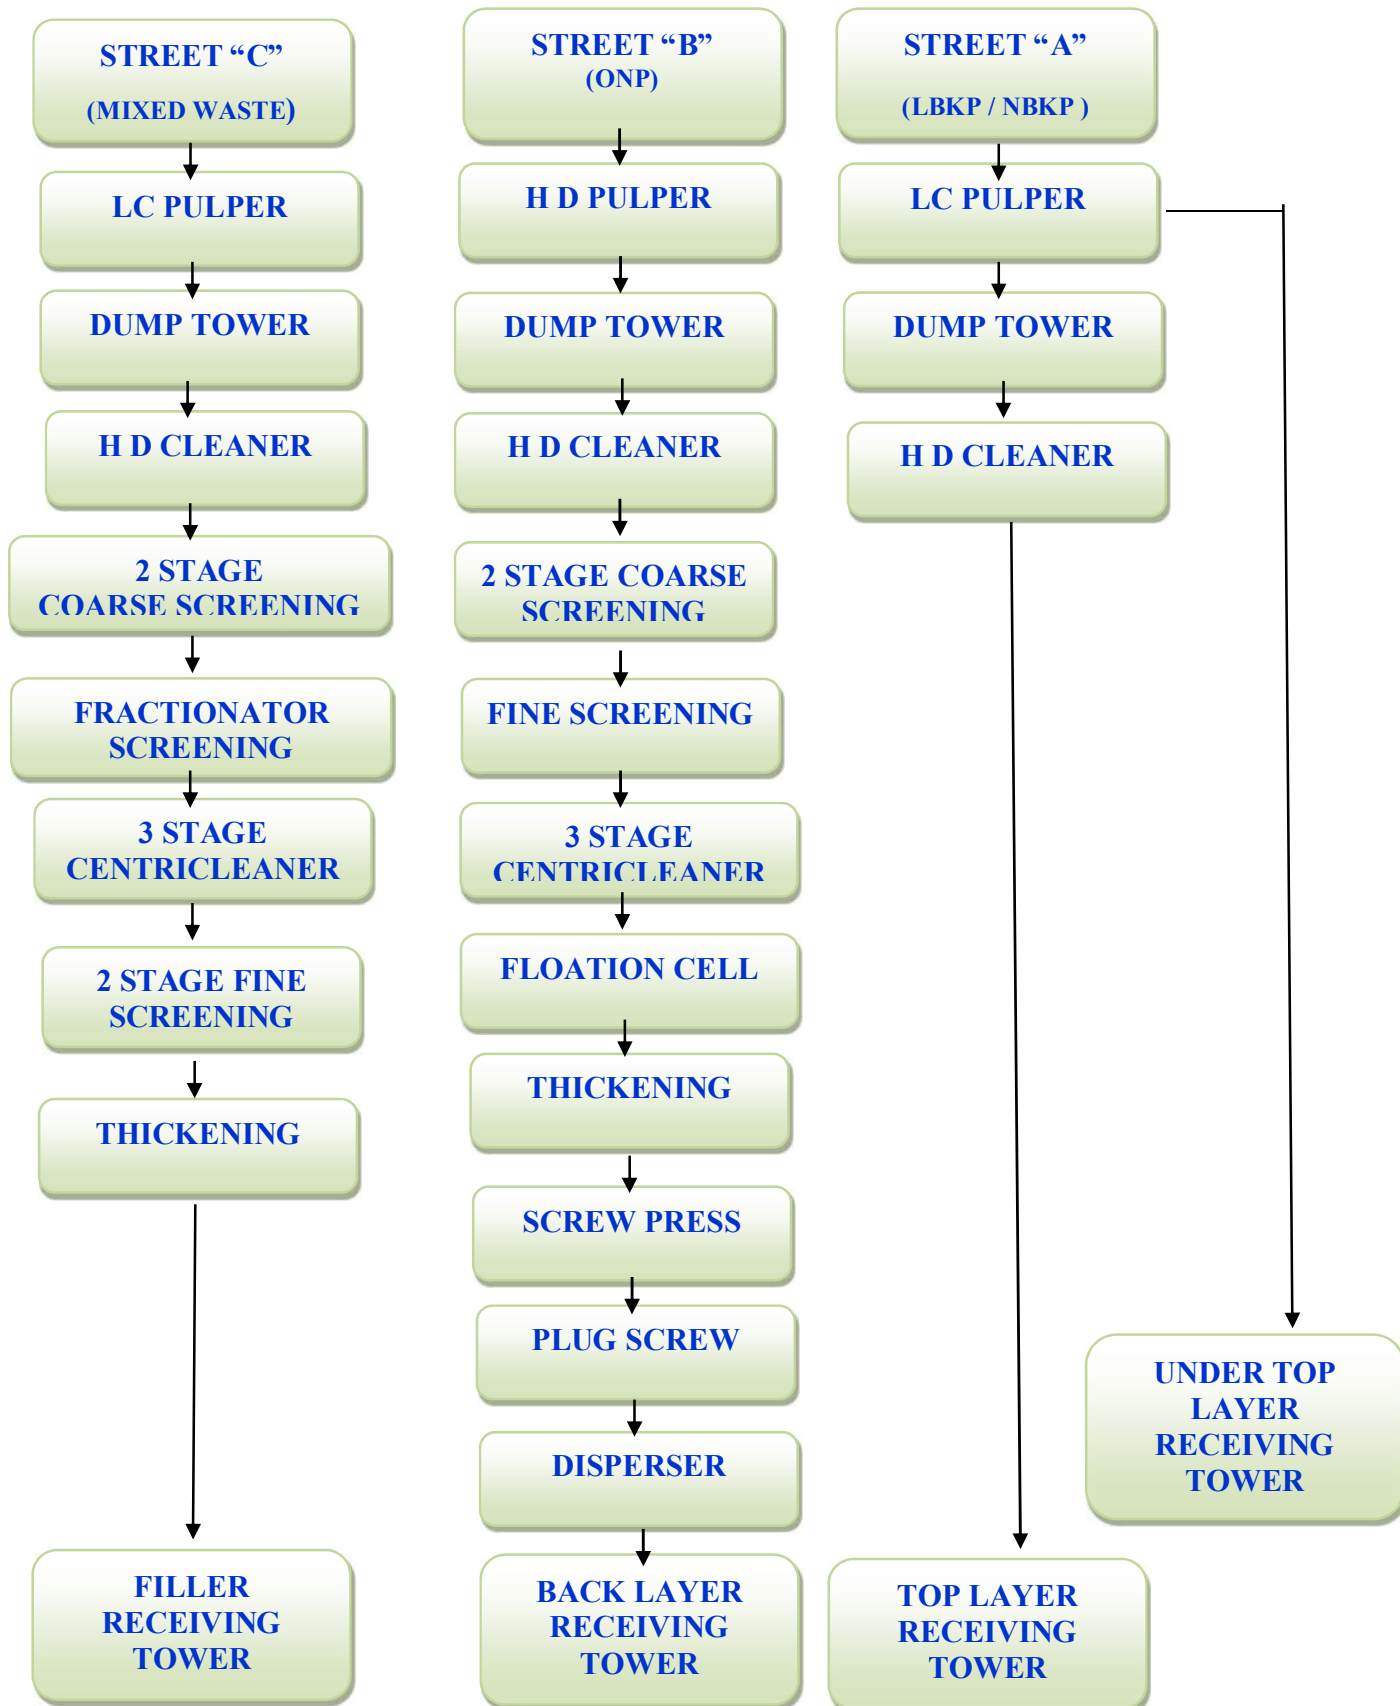 STREET “C”
(MIXED WASTE)
LC PULPER
DUMP TOWER
H D CLEANER
2 STAGE
COARSE SCREENING
FRACTIONATOR
SCREENING
3 STAGE
CENTRICLEANER
2 STAGE FINE
SCREENING
THICKENING
FILLER
RECEIVING
TOWER
STREET “B”
(ONP)
H D PULPER
DUMP TOWER
H D CLEANER
2 STAGE COARSE
SCREENING
FINE SCREENING
3 STAGE
CENTRICLEANER
FLOATION CELL
THICKENING
SCREW PRESS
PLUG SCREW
DISPERSER
BACK LAYER
RECEIVING
TOWER
STREET “A”
(LBKP / NBKP )
LC PULPER
DUMP TOWER
H D CLEANER
TOP LAYER
RECEIVING
TOWER
UNDER TOP
LAYER
RECEIVING
TOWER